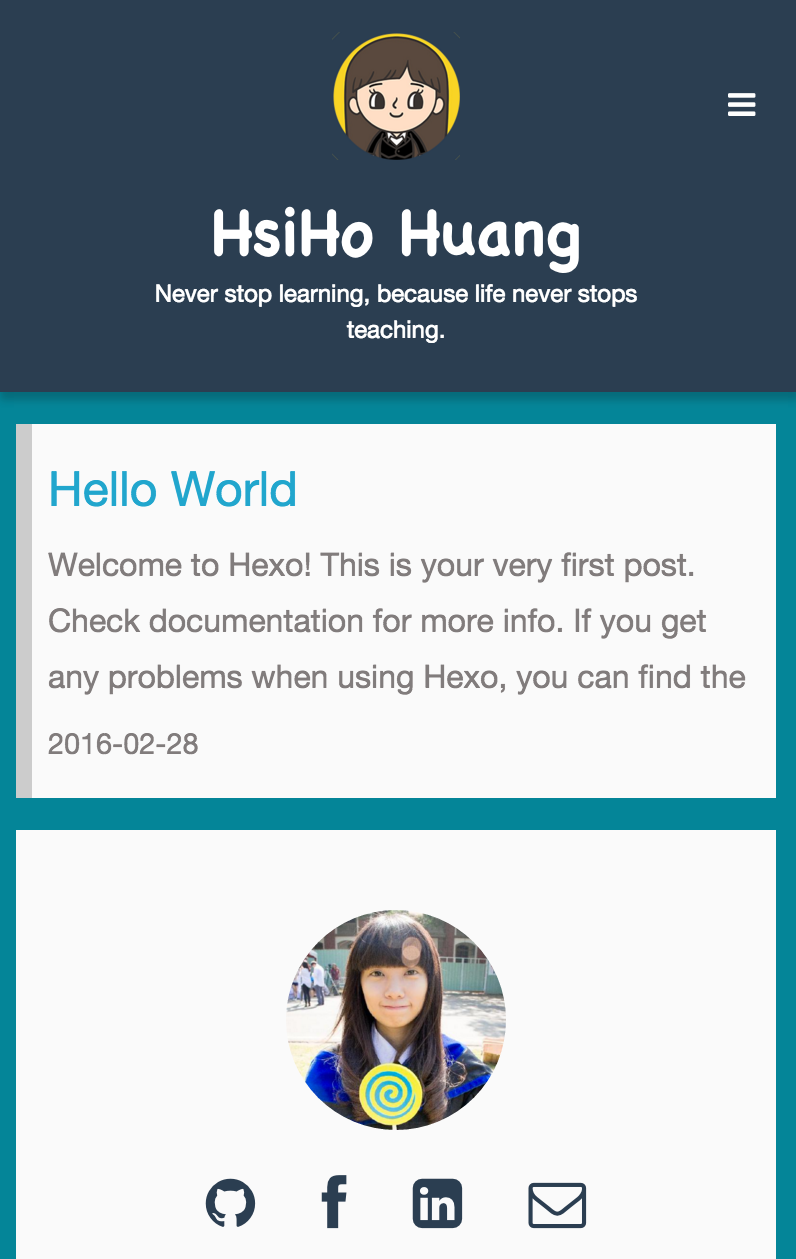 HsiHo Huang
Never stop learning, because life never stops
teaching.
Hello World
Welcome to Hexo! This is your very first post.
Check documentation for more info. If you get
any problems when using Hexo, you can find the
2016-02-28